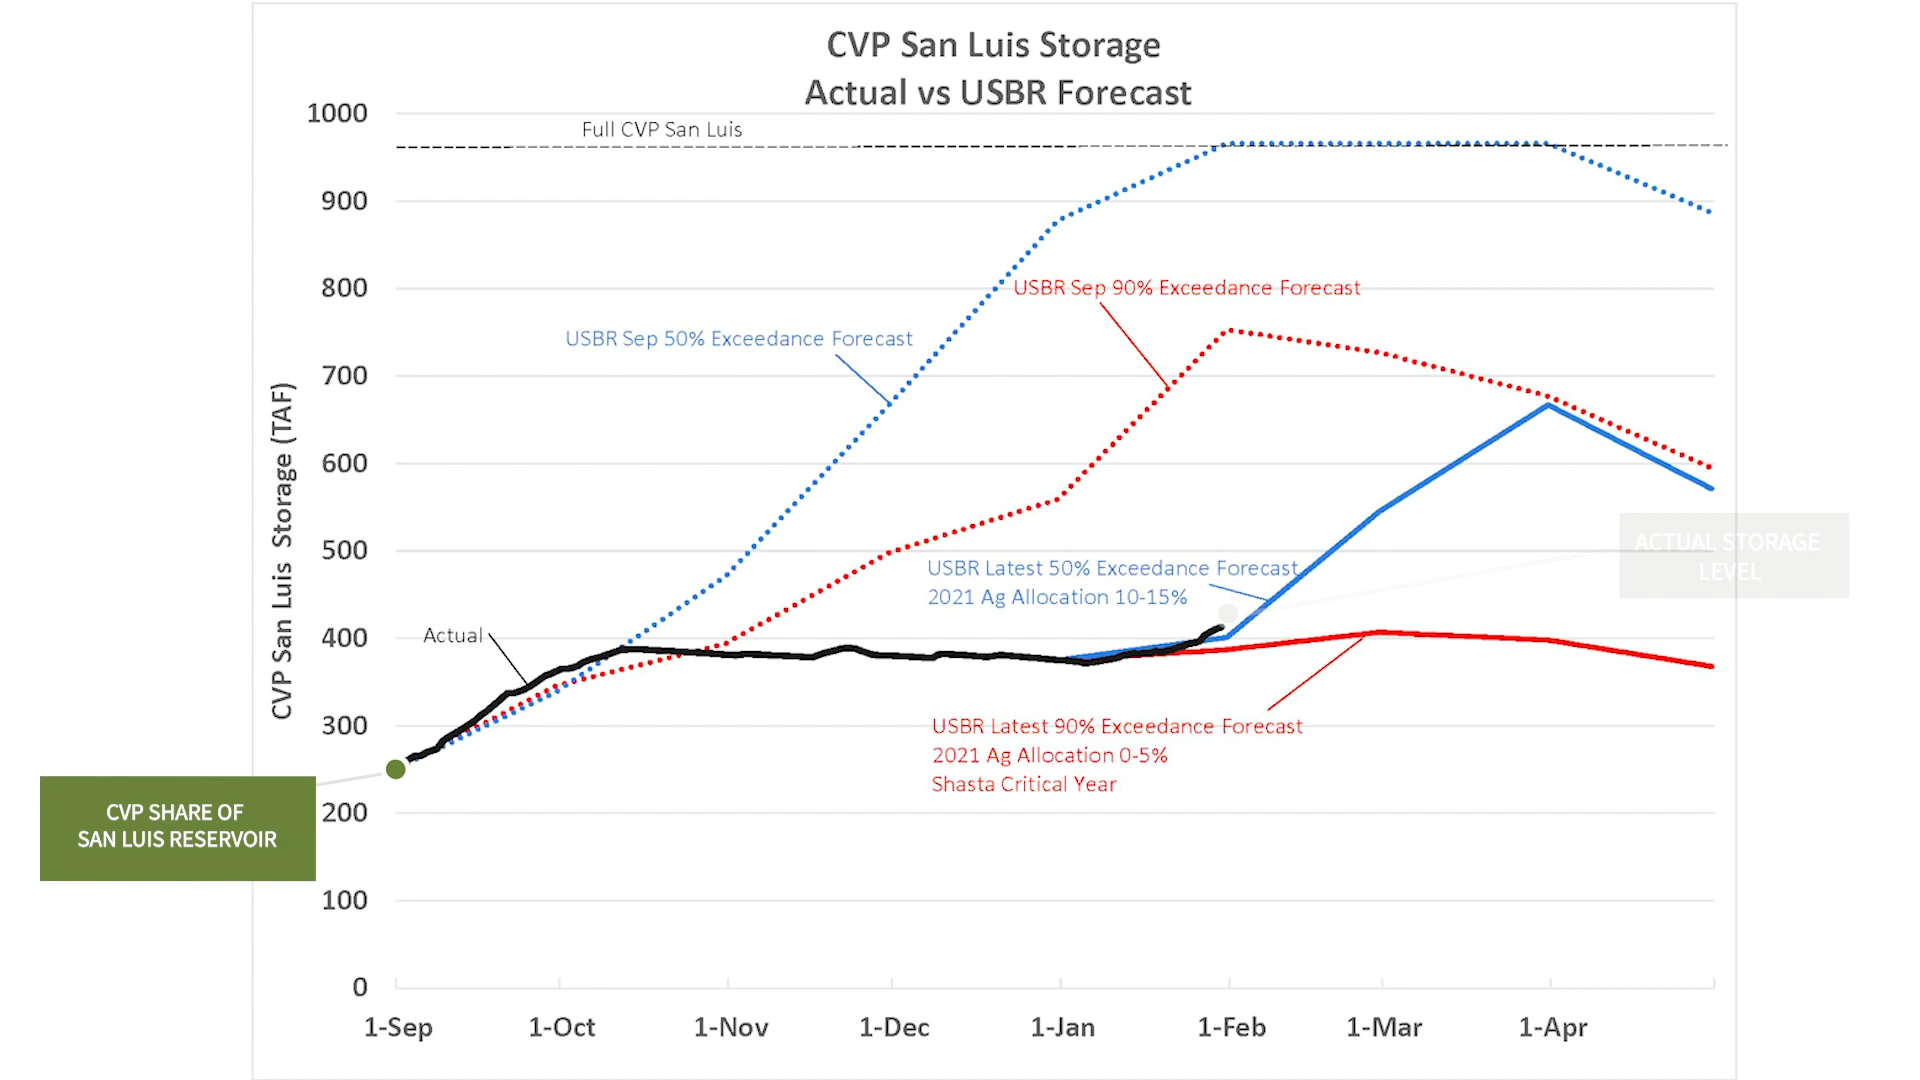 CVP San Luis Storage
Actual vs USBR Forecast
1000
Full CVP San Luis
900
800
USBR Sep 90% Exceedance Forecast
USBR Sep 50% Exceedance Forecast
700
CVP San Luis Storage (TAF)
600
ACTUAL STORAGE
LEVEL
500
USBR Latest 50% Exceedance Forecast
2021 Ag Allocation 10-15%
Actual
400
300
USBR Latest 90% Exceedance Forecast
2021 Ag Allocation 0-5%
Shasta Critical Year
CVP SHARE OF
SAN LUIS RESERVOIR
200
100
0
1-Sep 1-Oct 1-Nov 1-Dec 1-Jan 1-Feb 1-Mar 1-Apr